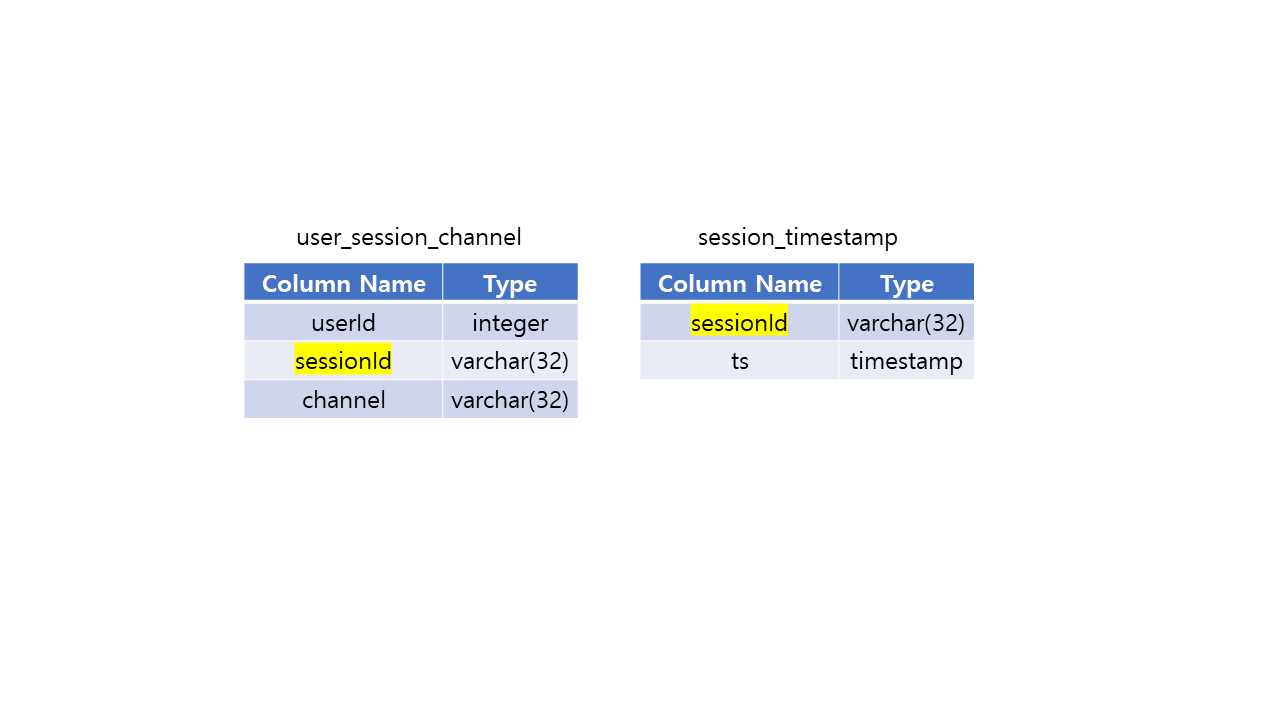 user_session_channel
Column Name Type
userId integer
sessionId varchar(32)
channel varchar(32)
session_timestamp
Column Name Type
sessionId varchar(32)
ts timestamp